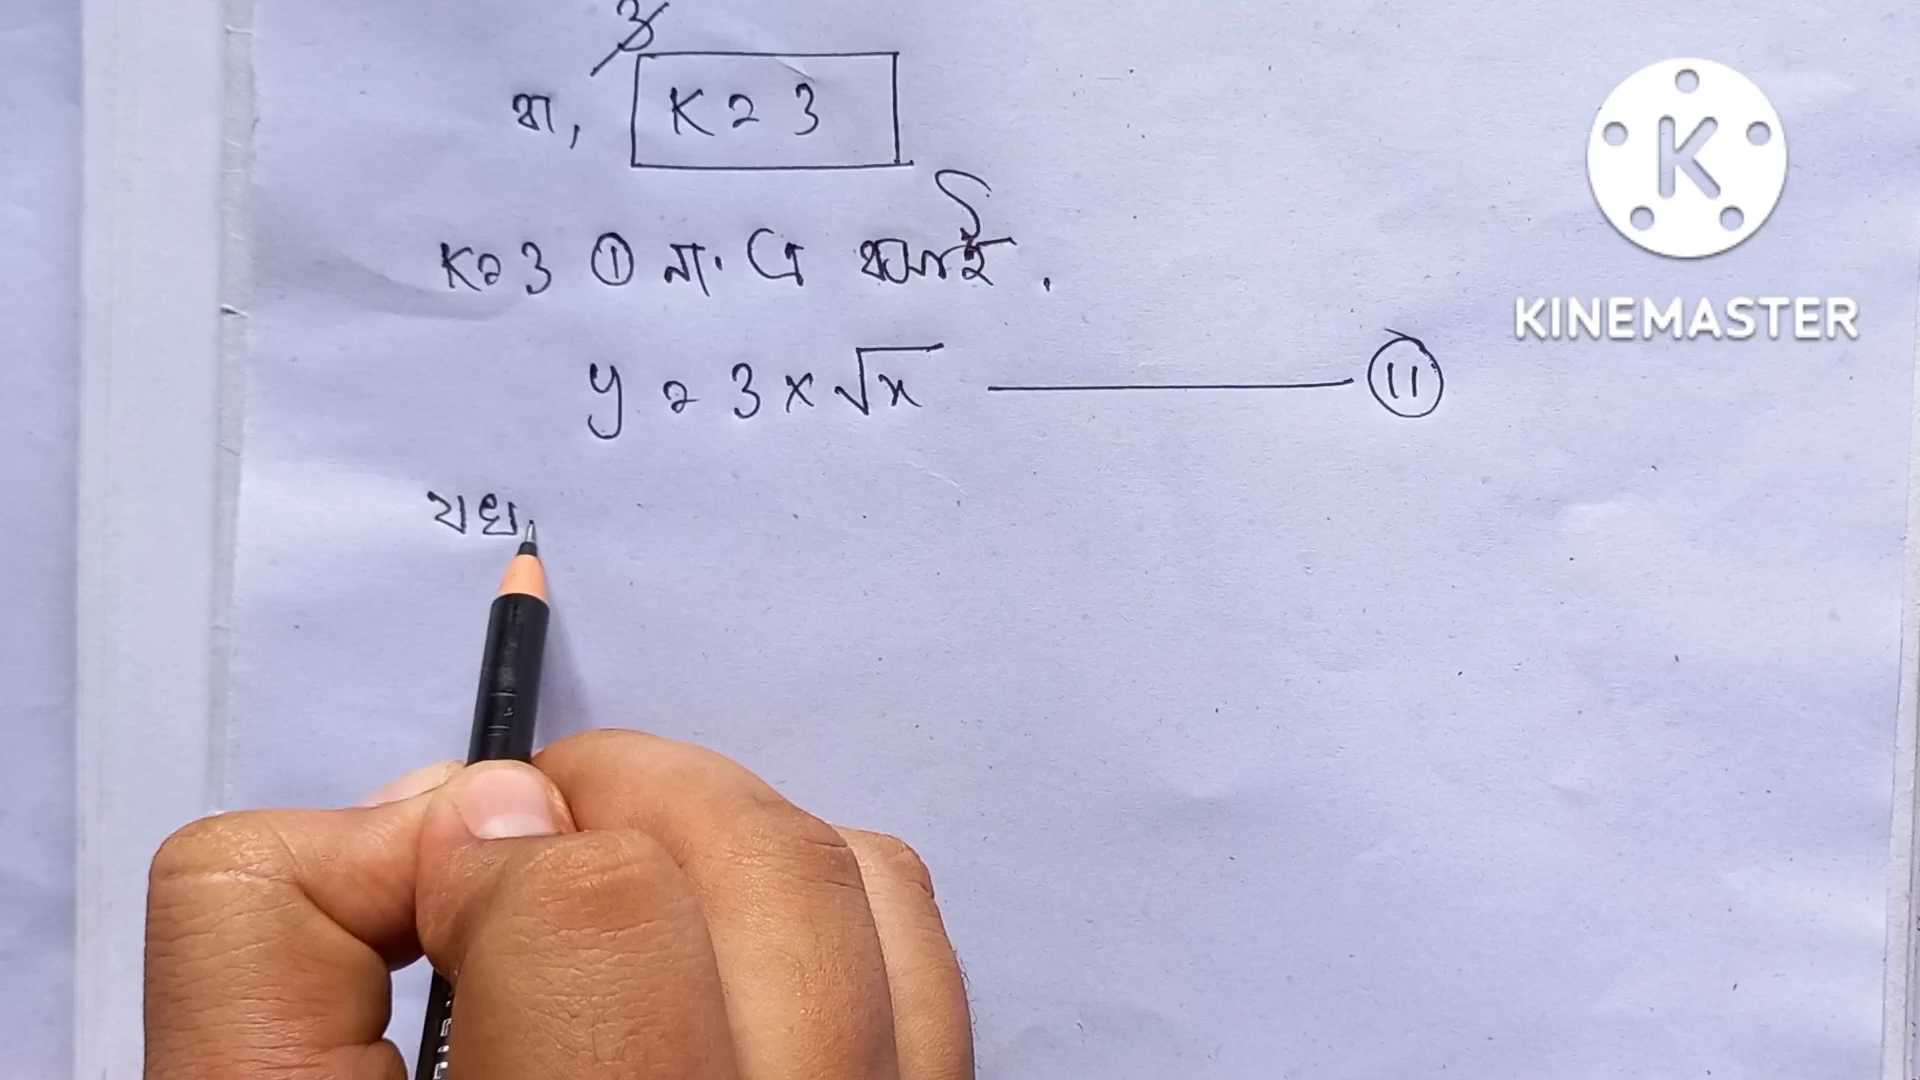 3
বা, K = 3
K = 3 ① নং এ বসাই.
y = 3 × √x ——— ⑪
যখ
KINEMASTER